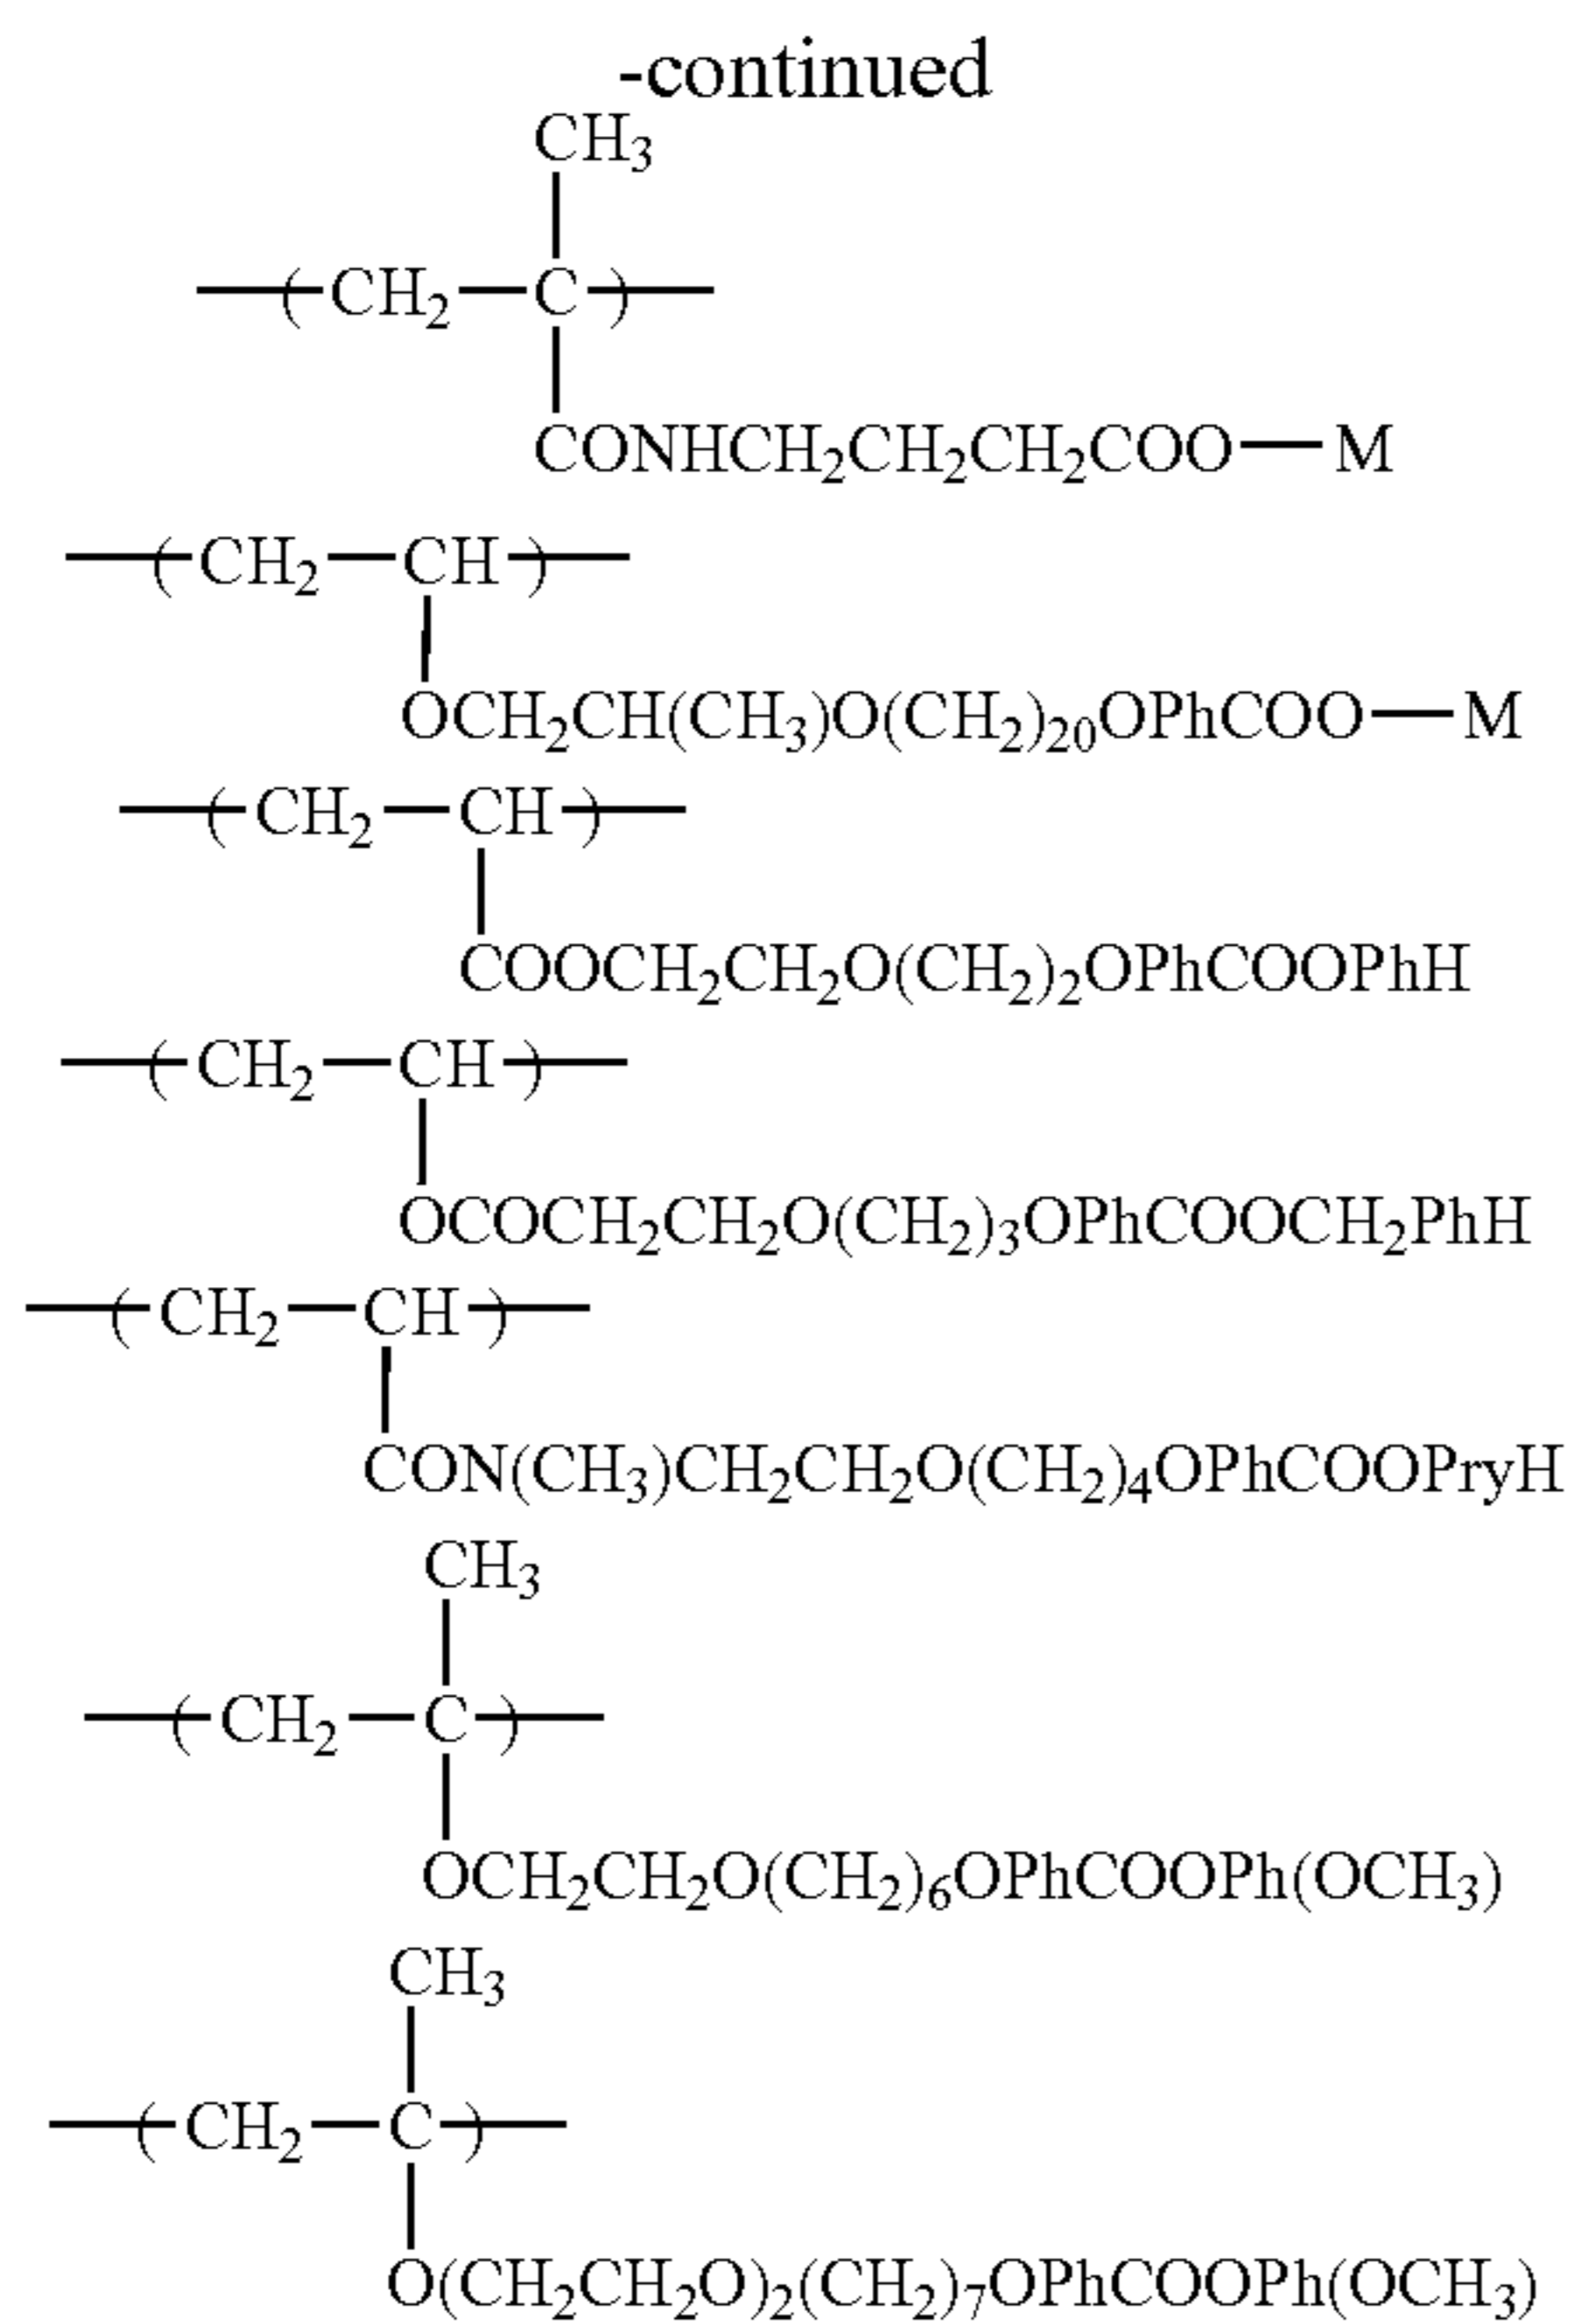 -continued
CH₃
—( CH₂—C )—
CONHCH₂CH₂CH₂COO—M
—( CH₂—CH )—
OCH₂CH(CH₃)O(CH₂)₂₀OPhCOO—M
—( CH₂—CH )—
COOCH₂CH₂O(CH₂)₂OPhCOOPhH
—( CH₂—CH )—
OCOCH₂CH₂O(CH₂)₃OPhCOOCH₂PhH
—( CH₂—CH )—
CON(CH₃)CH₂CH₂O(CH₂)₄OPhCOOPryH
CH₃
—( CH₂—C )—
OCH₂CH₂O(CH₂)₆OPhCOOPh(OCH₃)
CH₃
—( CH₂—C )—
O(CH₂CH₂O)₂(CH₂)₇OPhCOOPh(OCH₃)